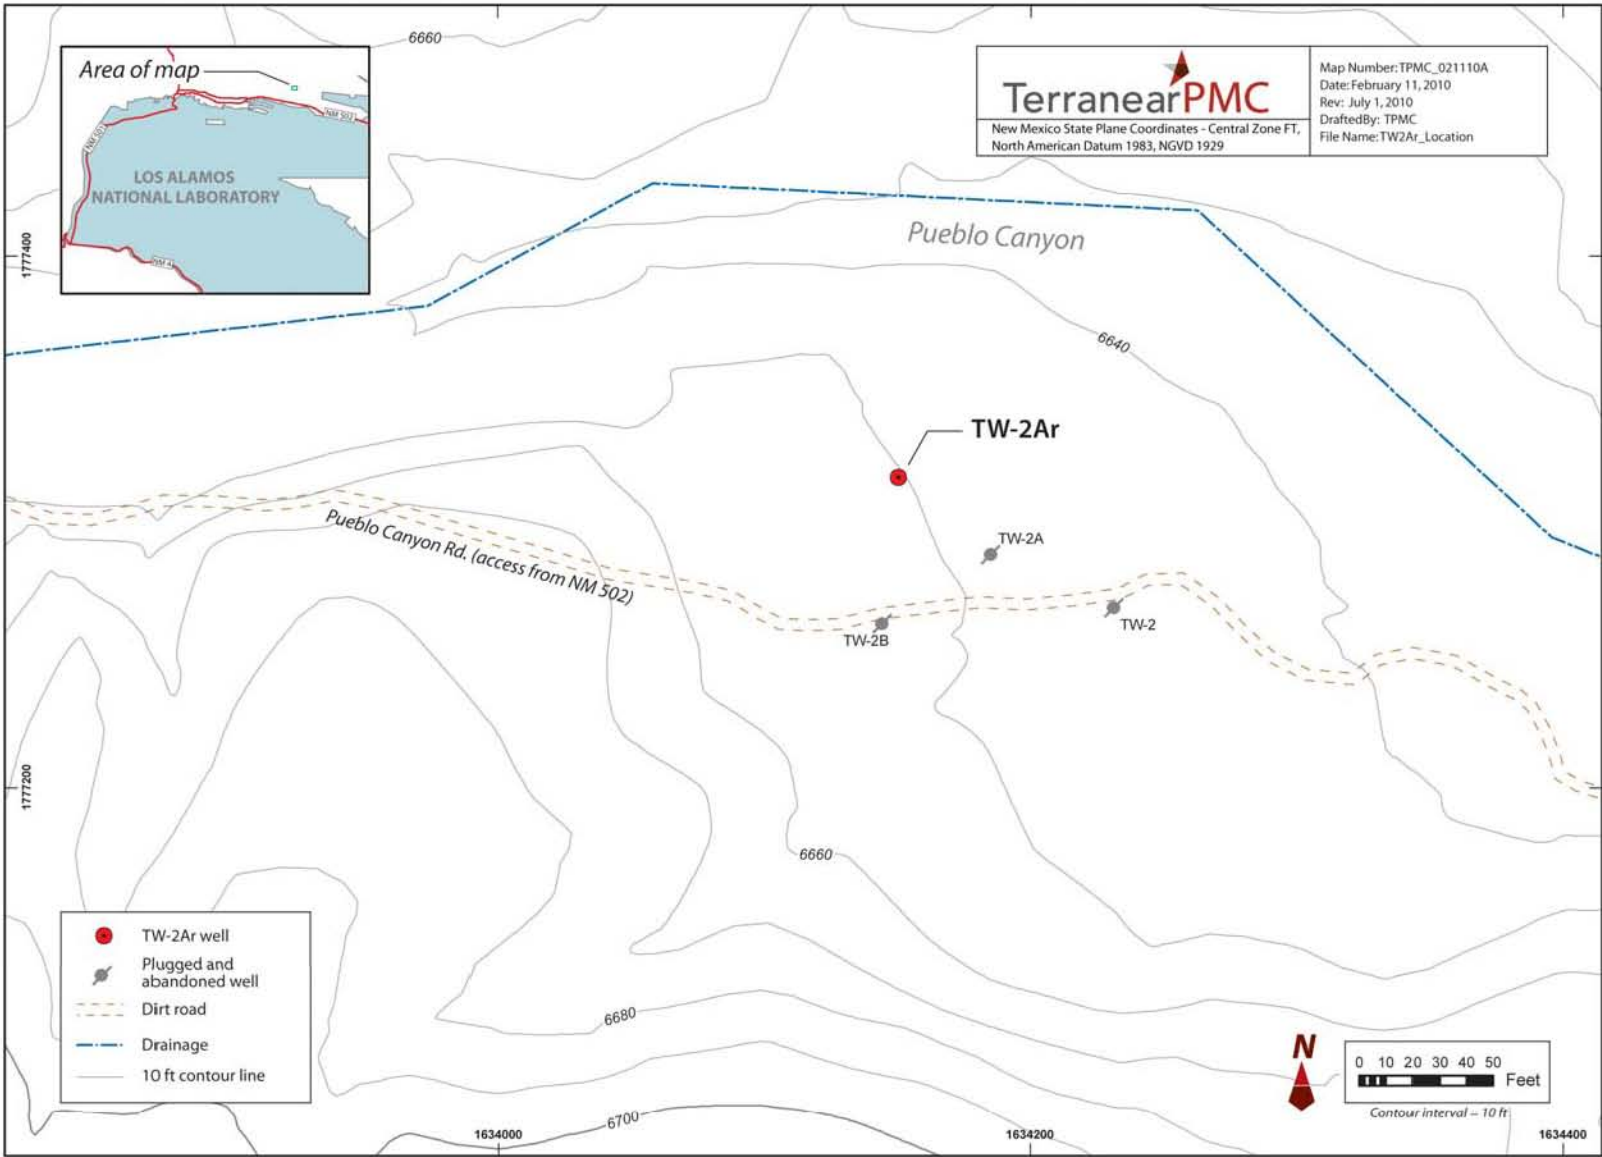 6660
Area of map
NM 502
NM 501
LOS ALAMOS
NATIONAL LABORATORY
NM 4
TerranearPMC
New Mexico State Plane Coordinates - Central Zone FT,
North American Datum 1983, NGVD 1929
Map Number: TPMC_021110A
Date: February 11, 2010
Rev: July 1, 2010
DraftedBy: TPMC
File Name: TW2Ar_Location
1777400
Pueblo Canyon
6640
TW-2Ar
Pueblo Canyon Rd. (access from NM 502)
TW-2A
TW-2B
TW-2
1777200
6660
TW-2Ar well
Plugged and
abandoned well
Dirt road
Drainage
10 ft contour line
6680
6700
N
0 10 20 30 40 50
Feet
Contour interval – 10 ft
1634000
1634200
1634400